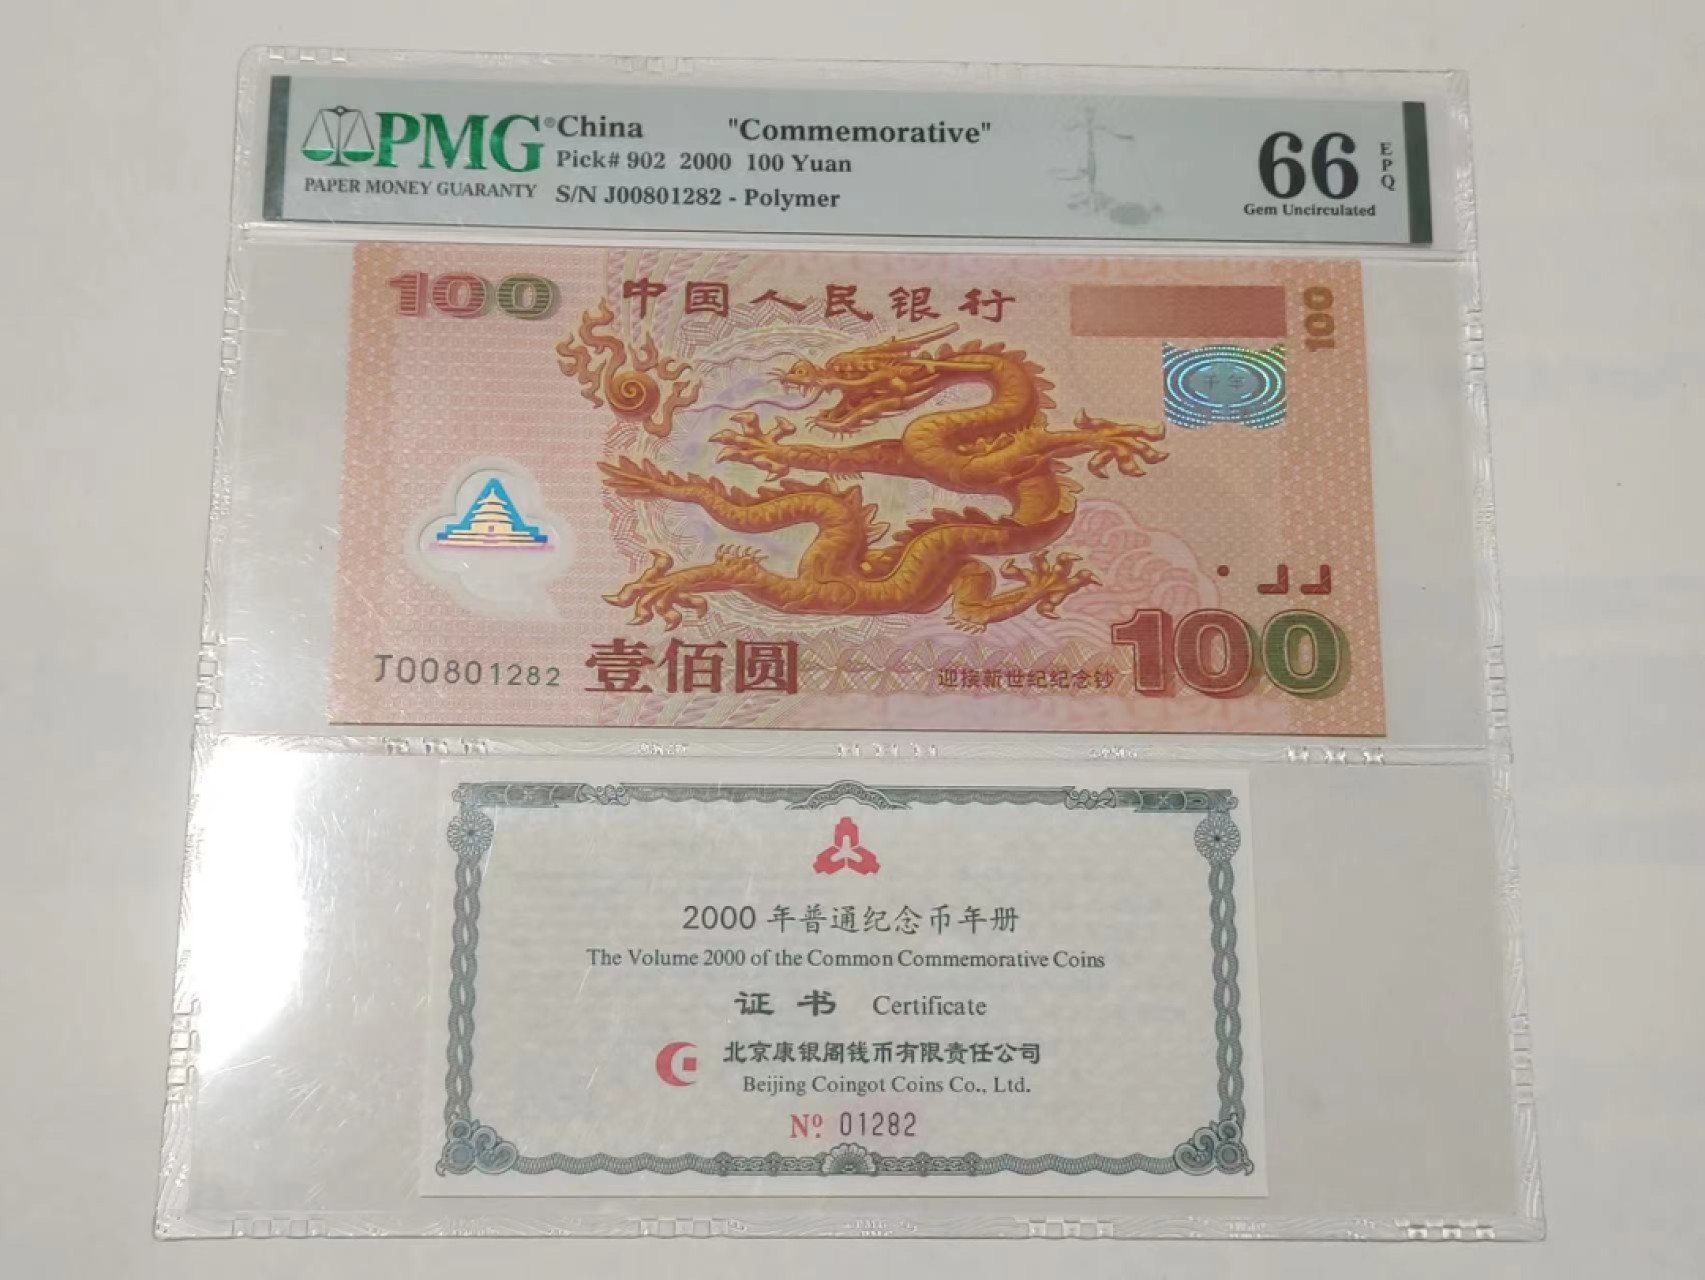 PMG® China "Commemorative"
PAPER MONEY GUARANTY
Pick# 902 2000 100 Yuan
S/N J00801282 - Polymer
66 EPQ
Gem Uncirculated
100 中国人民银行 100
千年
J00801282 壹佰圆 迎接新世纪纪念钞 100
2000 年普通纪念币年册
The Volume 2000 of the Common Commemorative Coins
证书 Certificate
北京康银阁钱币有限责任公司
Beijing Coingot Coins Co., Ltd.
Nº 01282
PMG